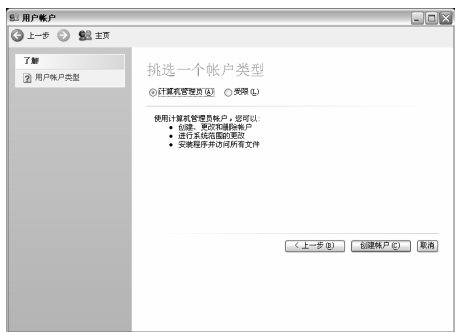 用户帐户
上一步 主页
了解
用户帐户类型
挑选一个帐户类型
计算机管理员(A) 受限(L)
使用计算机管理员帐户，您可以:
• 创建、更改和删除帐户
• 进行系统范围的更改
• 安装程序并访问所有文件
< 上一步(B) 创建帐户(C) 取消